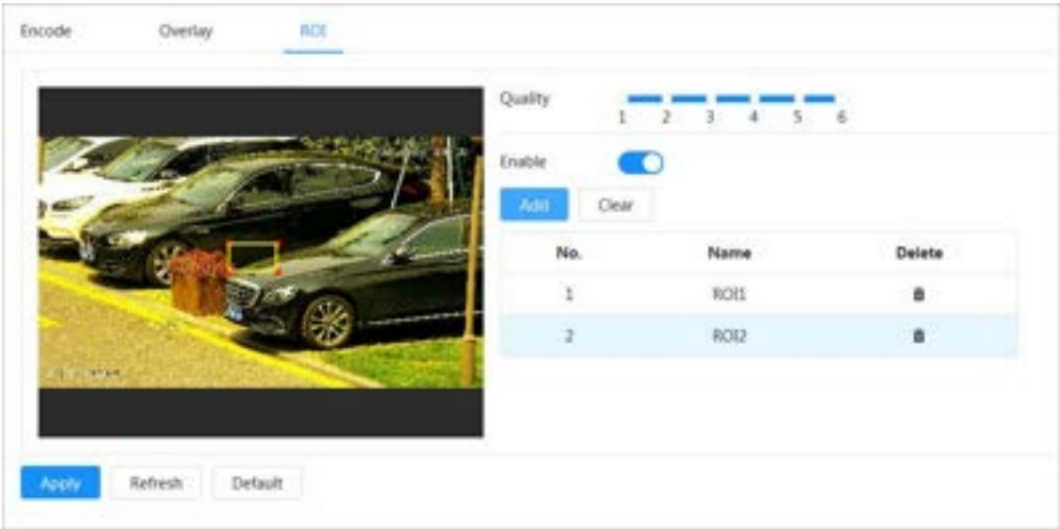 Encode Overlay ROI
Quality
1 2 3 4 5 6
Enable
Add Clear
No. Name Delete
1 ROI1
2 ROI2
Apply Refresh Default